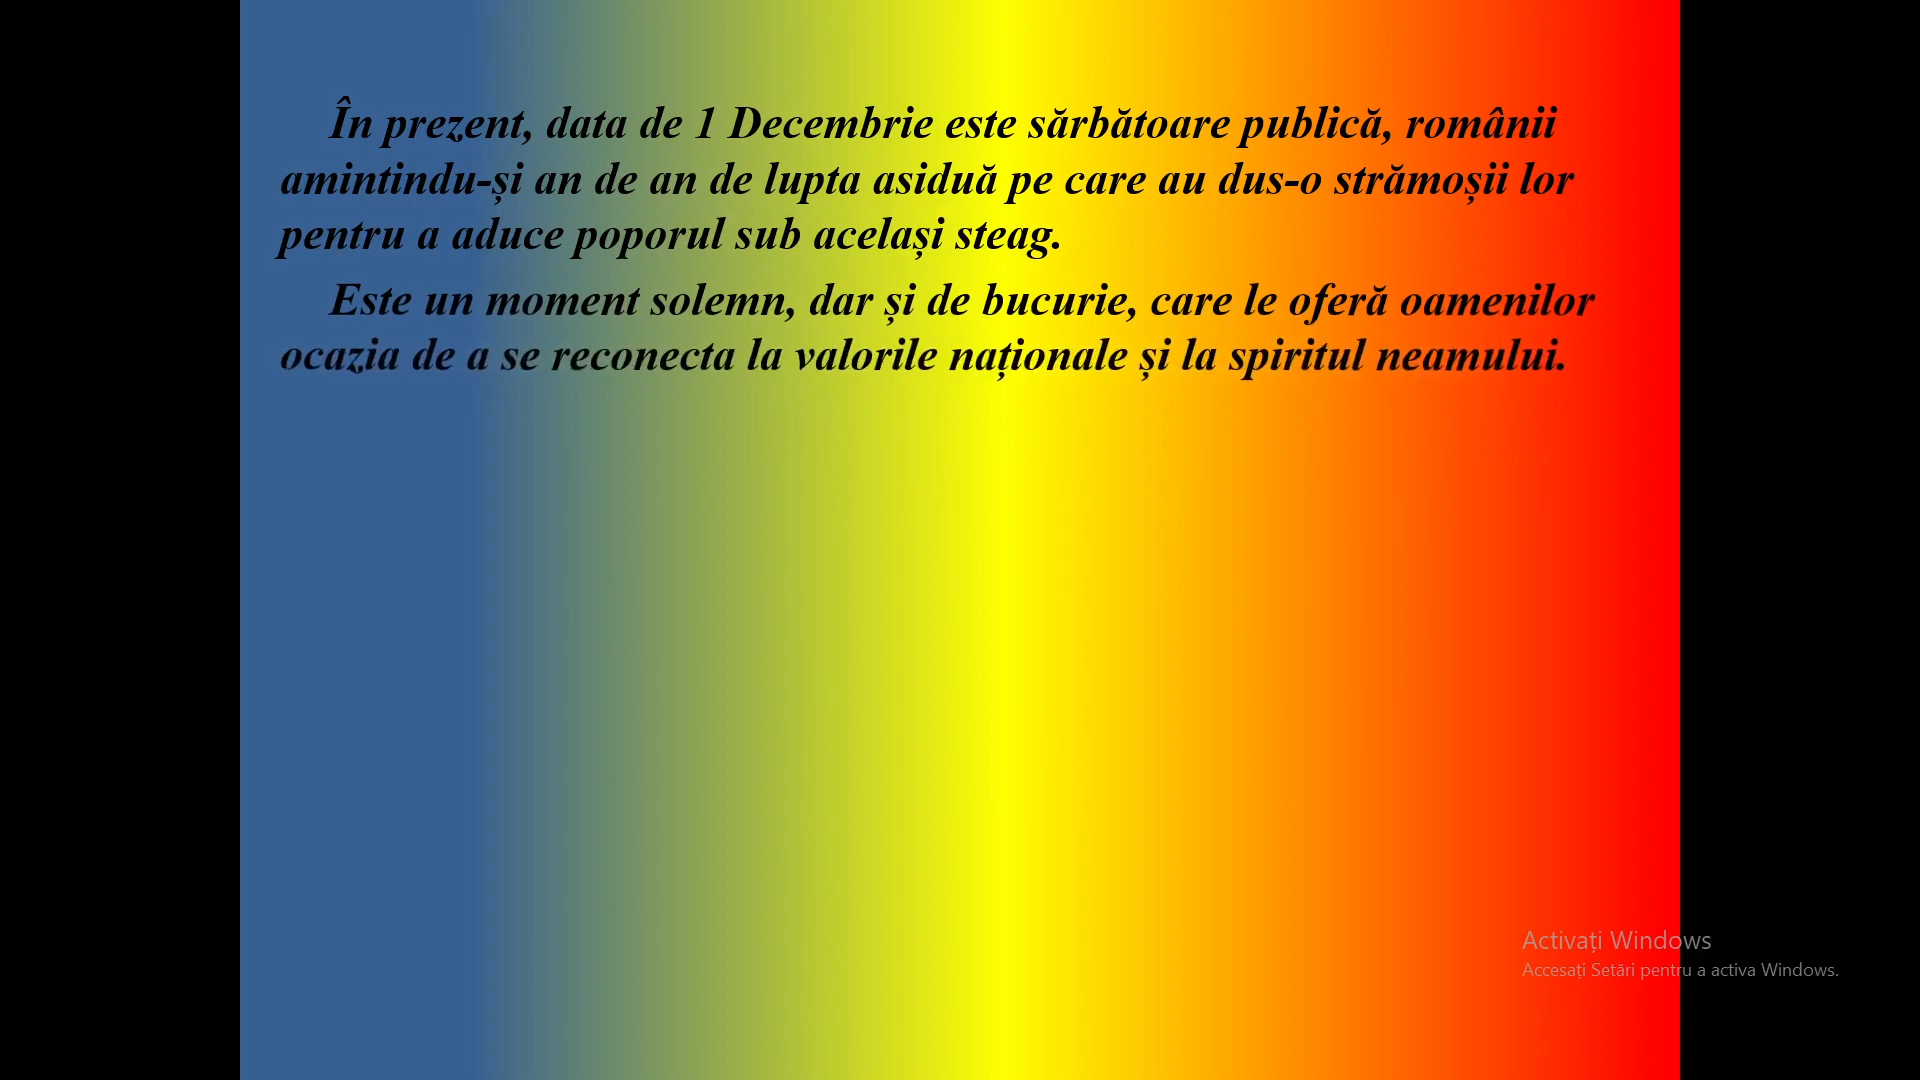 În prezent, data de 1 Decembrie este sărbătoare publică, românii
amintindu-și an de an de lupta asiduă pe care au dus-o strămoșii lor
pentru a aduce poporul sub același steag.
Este un moment solemn, dar și de bucurie, care le oferă oamenilor
ocazia de a se reconecta la valorile naționale și la spiritul neamului.
Activați Windows
Accesați Setări pentru a activa Windows.